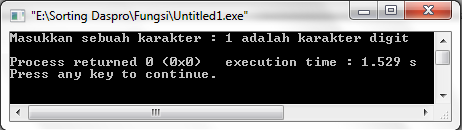 "E:\Sorting Daspro\Fungsi\Untitled1.exe"
Masukkan sebuah karakter : 1 adalah karakter digit
Process returned 0 (0x0)   execution time : 1.529 s
Press any key to continue.